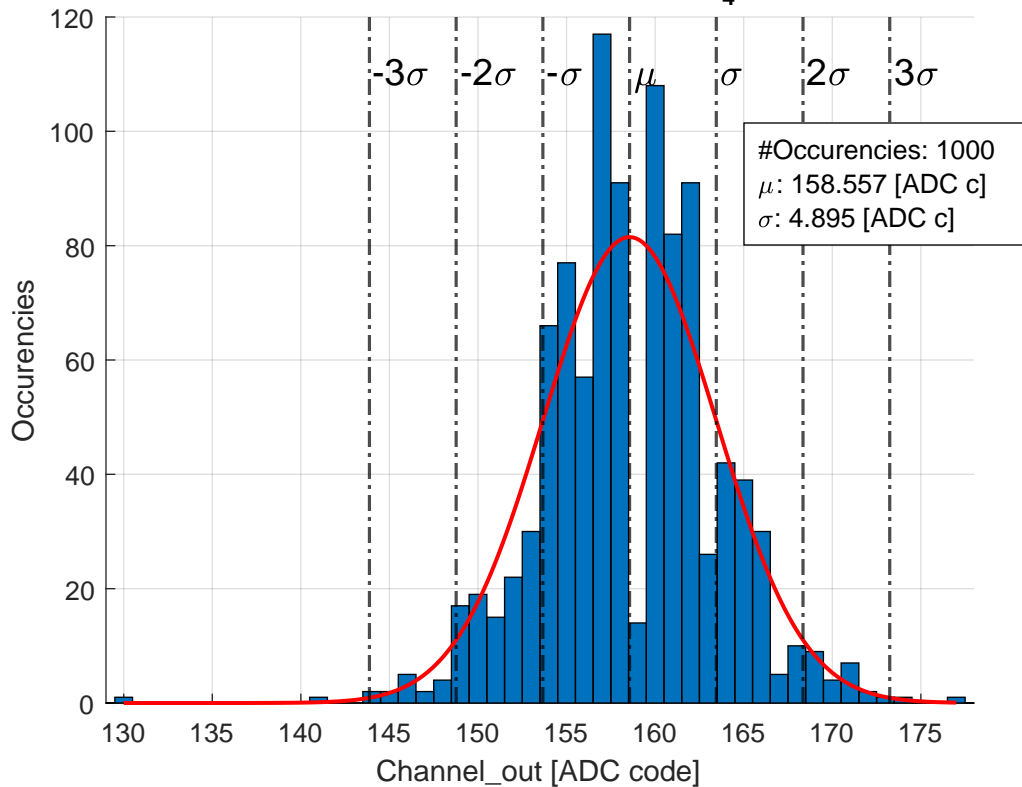 4
120
100
80
60
40
20
0
-3σ -2σ -σ μ σ 2σ 3σ
#Occurencies: 1000
μ: 158.557 [ADC c]
σ: 4.895 [ADC c]
Occurencies
130 135 140 145 150 155 160 165 170 175
Channel_out [ADC code]